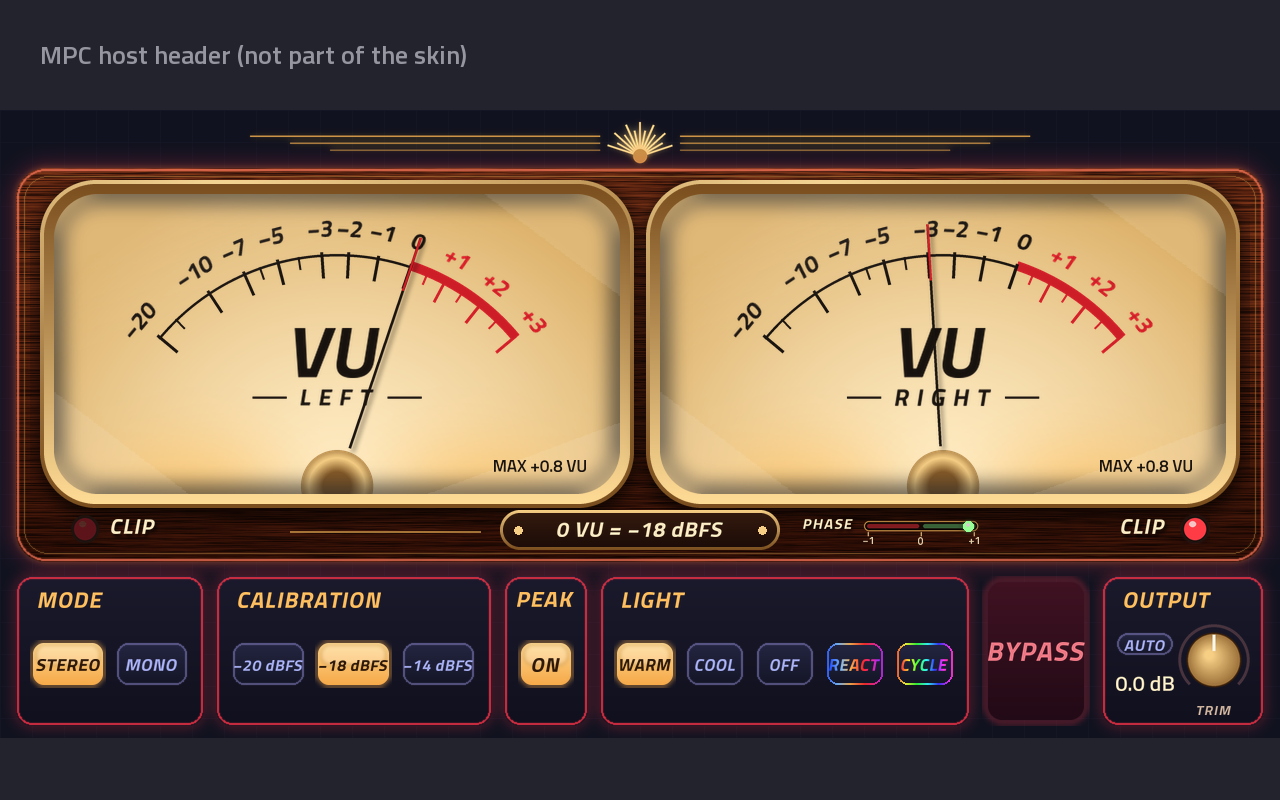 MPC host header (not part of the skin)
−20 −10 −7 −5 −3 −2 −1 0 +1 +2 +3
VU
LEFT
MAX +0.8 VU
−20 −10 −7 −5 −3 −2 −1 0 +1 +2 +3
VU
RIGHT
MAX +0.8 VU
CLIP
0 VU = −18 dBFS
PHASE
−1 0 +1
CLIP
MODE
STEREO MONO
CALIBRATION
−20 dBFS −18 dBFS −14 dBFS
PEAK
ON
LIGHT
WARM COOL OFF REACT CYCLE
BYPASS
OUTPUT
AUTO
0.0 dB
TRIM